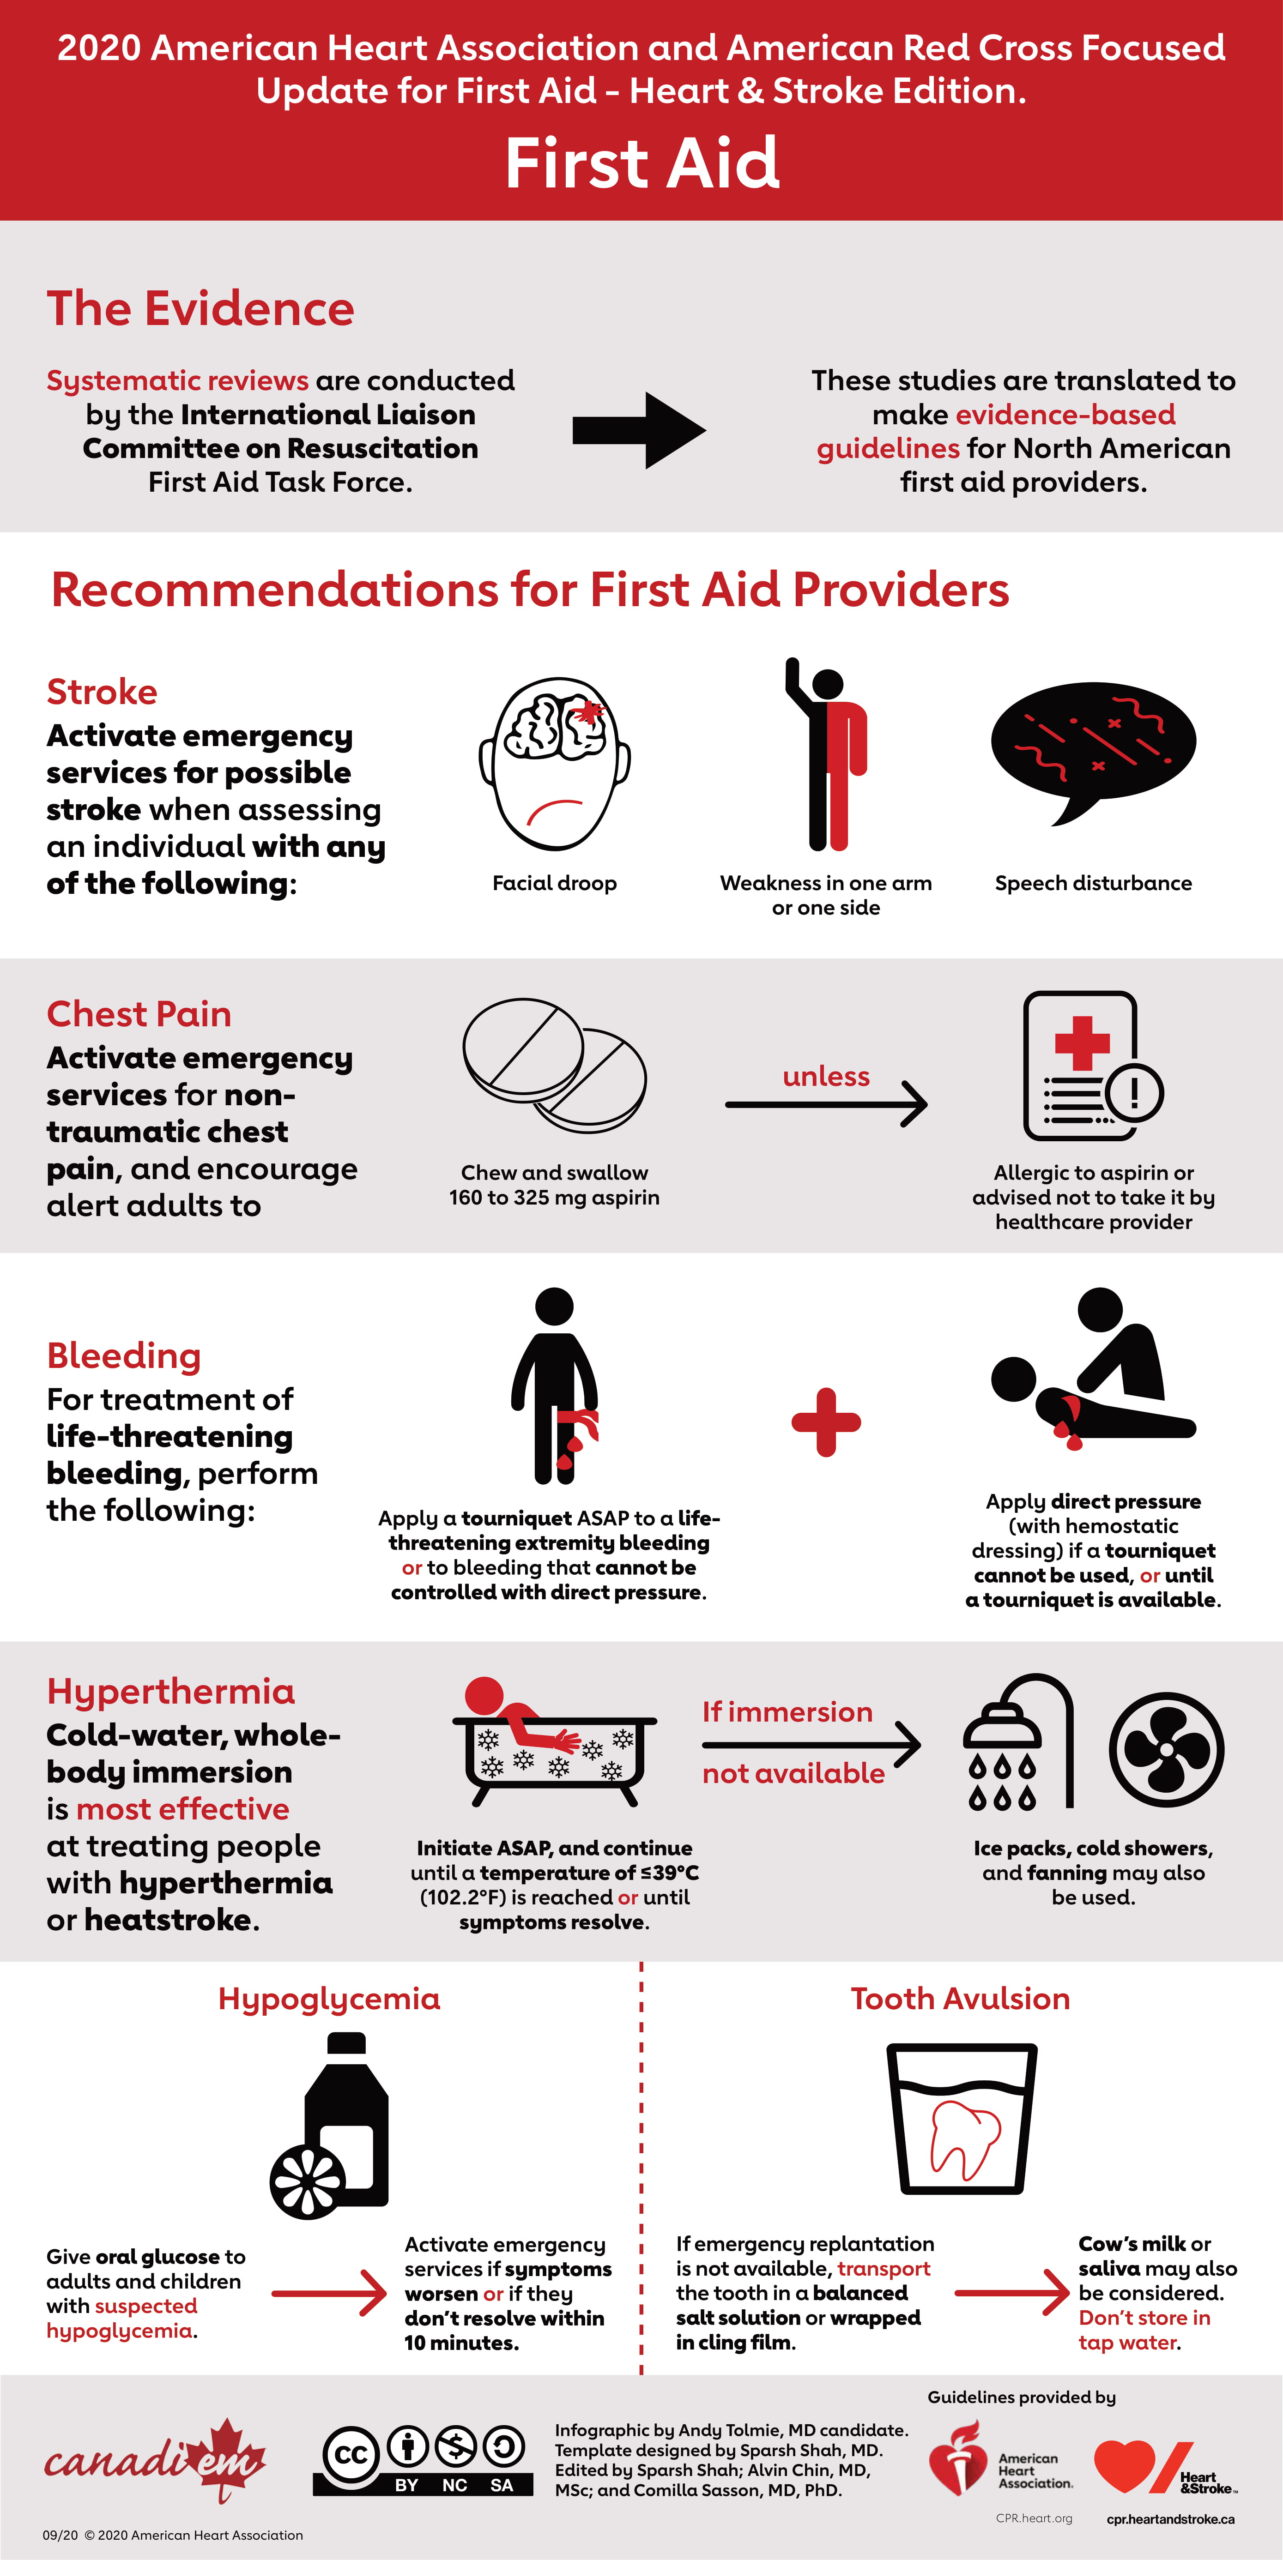 2020 American Heart Association and American Red Cross Focused
Update for First Aid - Heart & Stroke Edition.
First Aid
The Evidence
Systematic reviews are conducted
by the International Liaison
Committee on Resuscitation
First Aid Task Force.
These studies are translated to
make evidence-based
guidelines for North American
first aid providers.
Recommendations for First Aid Providers
Stroke
Activate emergency
services for possible
stroke when assessing
an individual with any
of the following:
Facial droop
Weakness in one arm
or one side
Speech disturbance
Chest Pain
Activate emergency
services for non-
traumatic chest
pain, and encourage
alert adults to
Chew and swallow
160 to 325 mg aspirin
unless
!
Allergic to aspirin or
advised not to take it by
healthcare provider
Bleeding
For treatment of
life-threatening
bleeding, perform
the following:
Apply a tourniquet ASAP to a life-
threatening extremity bleeding
or to bleeding that cannot be
controlled with direct pressure.
Apply direct pressure
(with hemostatic
dressing) if a tourniquet
cannot be used, or until
a tourniquet is available.
Hyperthermia
Cold-water, whole-
body immersion
is most effective
at treating people
with hyperthermia
or heatstroke.
Initiate ASAP, and continue
until a temperature of ≤39°C
(102.2°F) is reached or until
symptoms resolve.
If immersion
not available
Ice packs, cold showers,
and fanning may also
be used.
Hypoglycemia
Give oral glucose to
adults and children
with suspected
hypoglycemia.
Activate emergency
services if symptoms
worsen or if they
don't resolve within
10 minutes.
Tooth Avulsion
If emergency replantation
is not available, transport
the tooth in a balanced
salt solution or wrapped
in cling film.
Cow's milk or
saliva may also
be considered.
Don't store in
tap water.
canadiem
cc
BY NC SA
Infographic by Andy Tolmie, MD candidate.
Template designed by Sparsh Shah, MD.
Edited by Sparsh Shah; Alvin Chin, MD,
MSc; and Comilla Sasson, MD, PhD.
Guidelines provided by
American
Heart
Association.
CPR.heart.org
Heart
&Stroke™
cpr.heartandstroke.ca
09/20 © 2020 American Heart Association